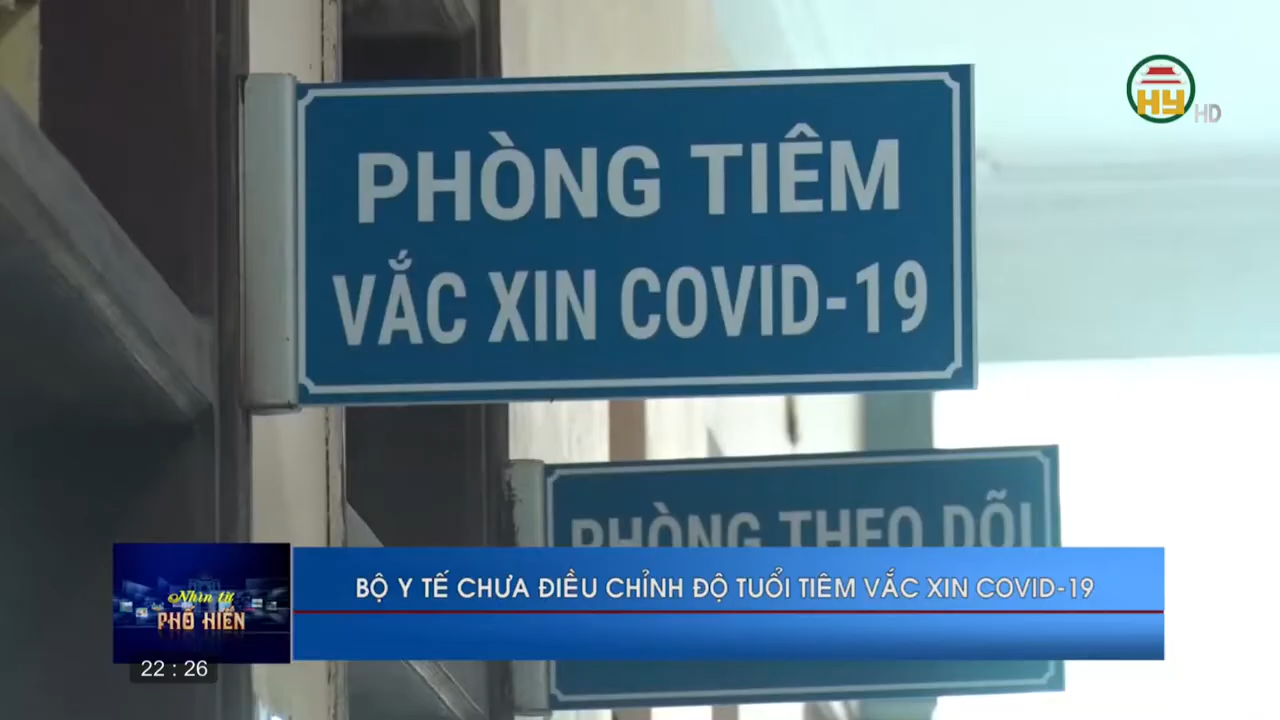 HY HD
PHÒNG TIÊM
VẮC XIN COVID-19
PHÒNG THEO DÕI
BỘ Y TẾ CHƯA ĐIỀU CHỈNH ĐỘ TUỔI TIÊM VẮC XIN COVID-19
Nhìn từ
PHỐ HIẾN
22 : 26